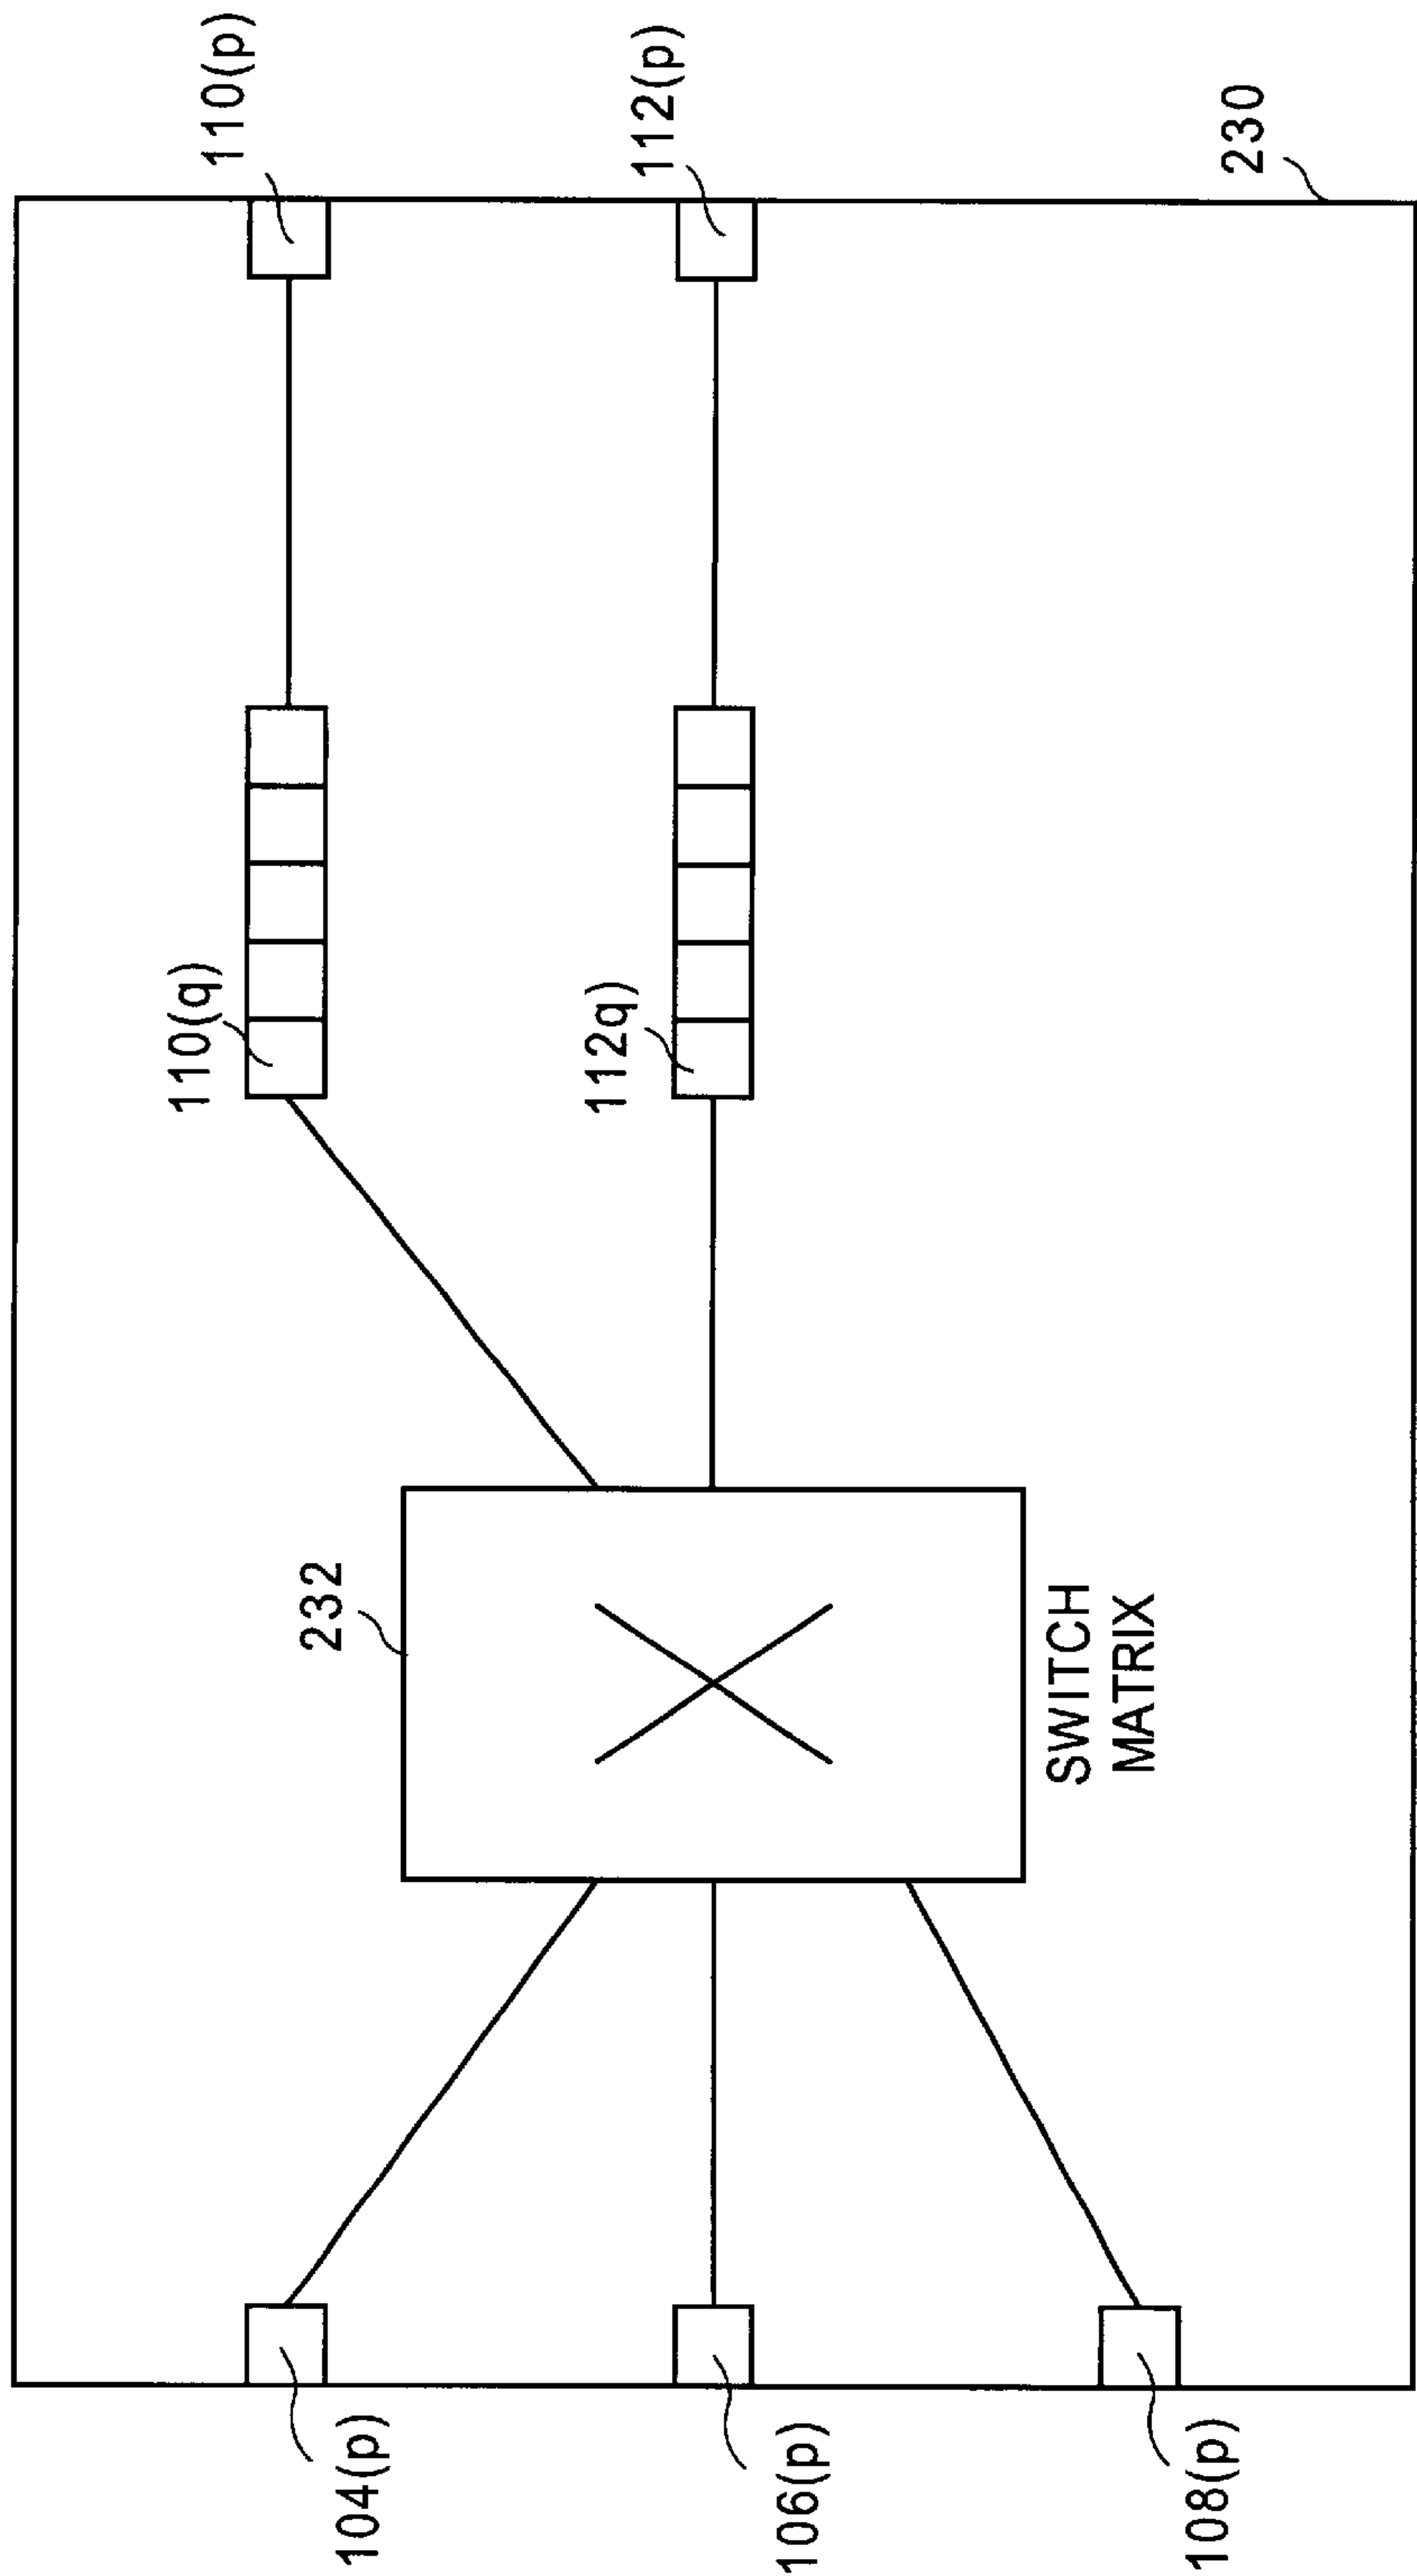 110(p)
112(p)
230
110(q)
112q)
232
SWITCH
MATRIX
104(p)
106(p)
108(p)